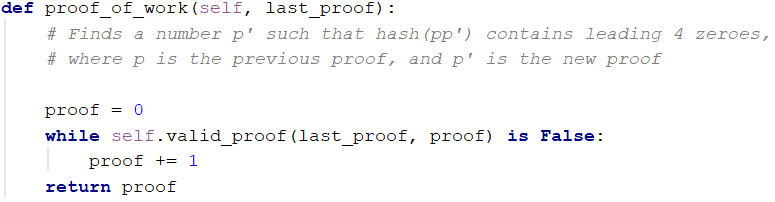 def proof_of_work(self, last_proof):
    # Finds a number p' such that hash(pp') contains leading 4 zeroes,
    # where p is the previous proof, and p' is the new proof

    proof = 0
    while self.valid_proof(last_proof, proof) is False:
        proof += 1
    return proof